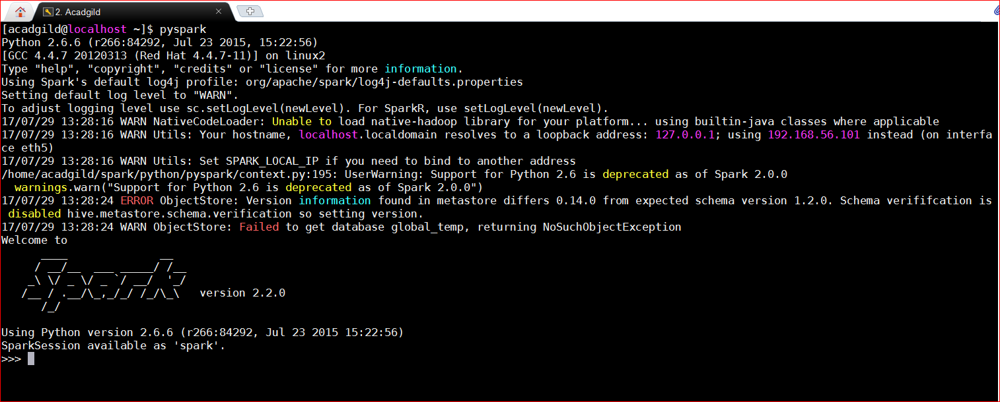 2. Acadgild
[acadgild@localhost ~]$ pyspark
Python 2.6.6 (r266:84292, Jul 23 2015, 15:22:56)
[GCC 4.4.7 20120313 (Red Hat 4.4.7-11)] on linux2
Type "help", "copyright", "credits" or "license" for more information.
Using Spark's default log4j profile: org/apache/spark/log4j-defaults.properties
Setting default log level to "WARN".
To adjust logging level use sc.setLogLevel(newLevel). For SparkR, use setLogLevel(newLevel).
17/07/29 13:28:16 WARN NativeCodeLoader: Unable to load native-hadoop library for your platform... using builtin-java classes where applicable
17/07/29 13:28:16 WARN Utils: Your hostname, localhost.localdomain resolves to a loopback address: 127.0.0.1; using 192.168.56.101 instead (on interfa
ce eth5)
17/07/29 13:28:16 WARN Utils: Set SPARK_LOCAL_IP if you need to bind to another address
/home/acadgild/spark/python/pyspark/context.py:195: UserWarning: Support for Python 2.6 is deprecated as of Spark 2.0.0
  warnings.warn("Support for Python 2.6 is deprecated as of Spark 2.0.0")
17/07/29 13:28:24 ERROR ObjectStore: Version information found in metastore differs 0.14.0 from expected schema version 1.2.0. Schema verififcation is
 disabled hive.metastore.schema.verification so setting version.
17/07/29 13:28:24 WARN ObjectStore: Failed to get database global_temp, returning NoSuchObjectException
Welcome to
      ____              __
     / __/__  ___ _____/ /__
    _\ \/ _ \/ _ `/ __/  '_/
   /__ / .__/\_,_/_/ /_/\_\   version 2.2.0
      /_/
Using Python version 2.6.6 (r266:84292, Jul 23 2015 15:22:56)
SparkSession available as 'spark'.
>>>